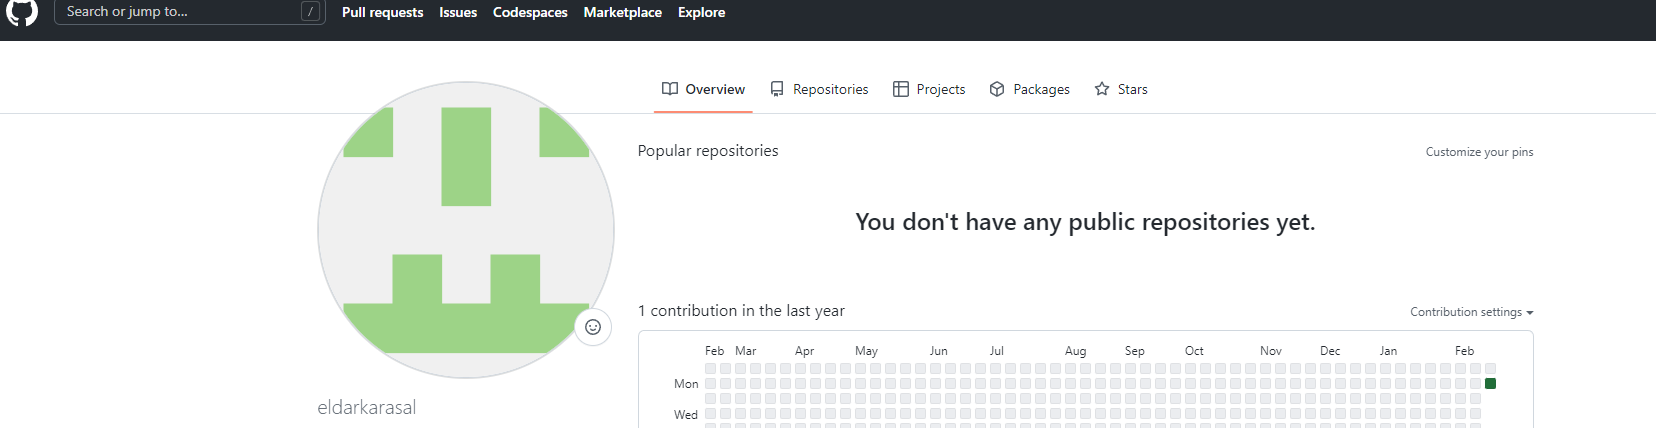 Search or jump to... /
Pull requests Issues Codespaces Marketplace Explore
Overview Repositories Projects Packages Stars
Popular repositories Customize your pins
You don't have any public repositories yet.
1 contribution in the last year Contribution settings
Feb Mar Apr May Jun Jul Aug Sep Oct Nov Dec Jan Feb
Mon
Wed
eldarkarasal